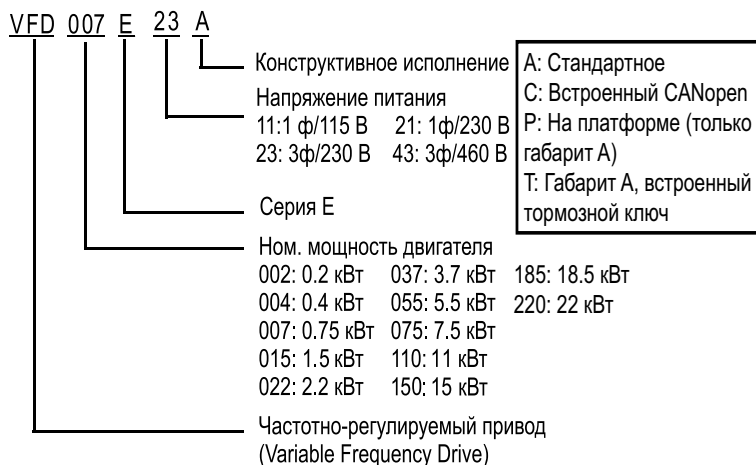 VFD 007 E 23 A
Конструктивное исполнение
А: Стандартное
С: Встроенный CANopen
Р: На платформе (только
габарит А)
Т: Габарит А, встроенный
тормозной ключ
Напряжение питания
11:1 ф/115 В 21: 1ф/230 В
23: 3ф/230 В 43: 3ф/460 В
Серия Е
Ном. мощность двигателя
002: 0.2 кВт 037: 3.7 кВт 185: 18.5 кВт
004: 0.4 кВт 055: 5.5 кВт 220: 22 кВт
007: 0.75 кВт 075: 7.5 кВт
015: 1.5 кВт 110: 11 кВт
022: 2.2 кВт 150: 15 кВт
Частотно-регулируемый привод
(Variable Frequency Drive)